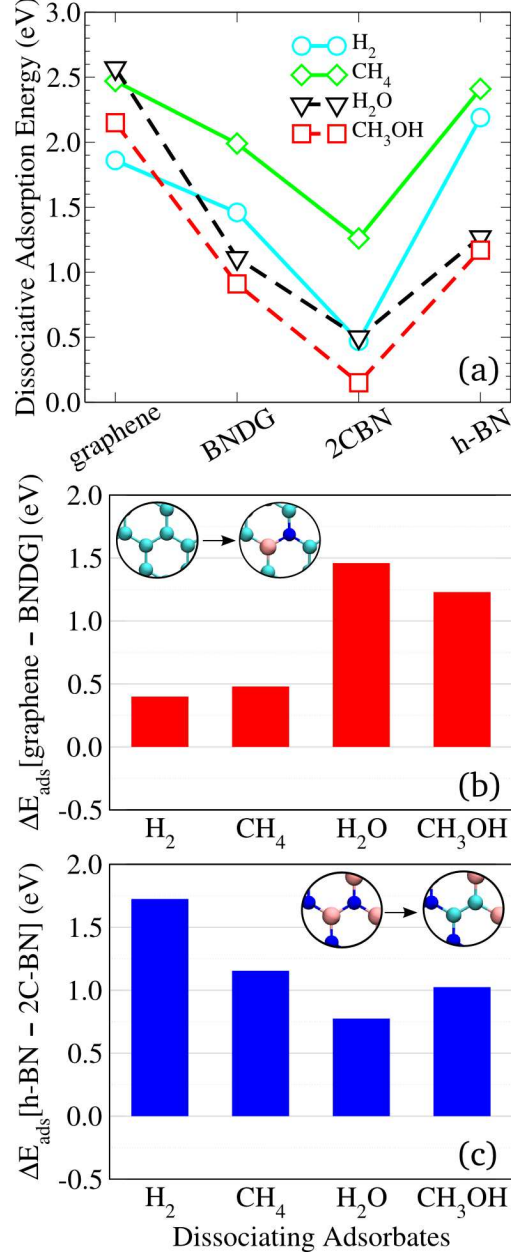 Dissociative Adsorption Energy (eV)
3.0
2.5
2.0
1.5
1.0
0.5
0.0
H₂
CH₄
H₂O
CH₃OH
(a)
graphene
BNDG
2CBN
h-BN
ΔE_ads[graphene − BNDG] (eV)
2.0
1.5
1.0
0.5
0.0
-0.5
(b)
H₂
CH₄
H₂O
CH₃OH
ΔE_ads[h-BN − 2C-BN] (eV)
2.0
1.5
1.0
0.5
0.0
-0.5
(c)
H₂
CH₄
H₂O
CH₃OH
Dissociating Adsorbates